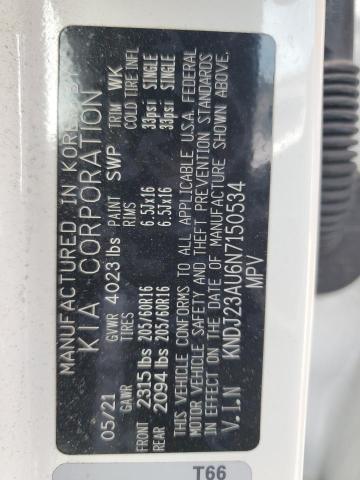 MANUFACTURED IN KOREA
KIA CORPORATION
05/21 GVWR 4023 lbs PAINT SWP TRIM WK
GAWR TIRES RIMS COLD TIRE INFL
FRONT 2315 lbs 205/60R16 6.5Jx16 33psi SINGLE
REAR 2094 lbs 205/60R16 6.5Jx16 33psi SINGLE
THIS VEHICLE CONFORMS TO ALL APPLICABLE U.S.A. FEDERAL
MOTOR VEHICLE SAFETY AND THEFT PREVENTION STANDARDS
IN EFFECT ON THE DATE OF MANUFACTURE SHOWN ABOVE.
V.I.N KNDJ23AU6N7150534
MPV
T66